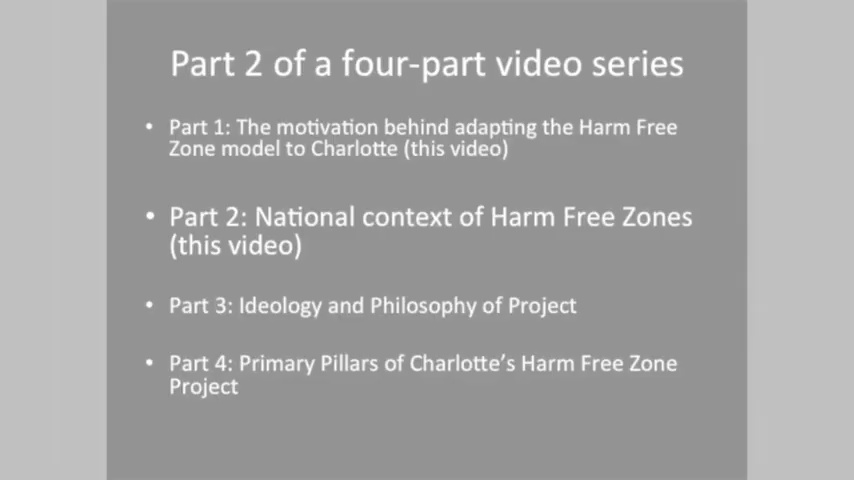 Part 2 of a four-part video series
• Part 1: The motivation behind adapting the Harm Free
Zone model to Charlotte (this video)
• Part 2: National context of Harm Free Zones
(this video)
• Part 3: Ideology and Philosophy of Project
• Part 4: Primary Pillars of Charlotte's Harm Free Zone
Project